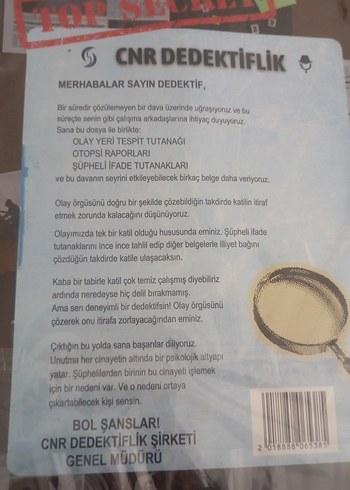 TOP SECRET
CNR DEDEKTİFLİK
MERHABALAR SAYIN DEDEKTİF,
Bir süredir çözülemeyen bir dava üzerinde uğraşıyoruz ve bu
süreçte senin gibi çalışma arkadaşlarına ihtiyaç duyuyoruz.
Sana bu dosya ile birlikte:
OLAY YERİ TESPİT TUTANAĞI
OTOPSİ RAPORLARI
ŞÜPHELİ İFADE TUTANAKLARI
ve bu davanın seyrini etkileyebilecek birkaç belge daha veriyoruz.
Olay örgüsünü doğru bir şekilde çözebildiğin takdirde katilin itiraf
etmek zorunda kalacağını düşünüyoruz.
Olayımızda tek bir katil olduğu hususunda eminiz. Şüpheli ifade
tutanaklarını ince ince tahlil edip diğer belgelerle illiyet bağını
çözdüğün takdirde katile ulaşacaksın.
Kaba bir tabirle katil çok temiz çalışmış diyebiliriz
ardında neredeyse hiç delil bırakmamış.
Ama sen deneyimli bir dedektifsin! Olay örgüsünü
çözerek onu itirafa zorlayacağından eminiz.
Çıktığın bu yolda sana başarılar diliyoruz.
Unutma her cinayetin altında bir psikolojik altyapı
yatar. Şüphelilerden birinin bu cinayeti işlemek
için bir nedeni var. Ve o nedeni ortaya
çıkartabilecek kişi sensin.
BOL ŞANSLAR!
CNR DEDEKTİFLİK ŞİRKETİ
GENEL MÜDÜRÜ
2 018888 065385